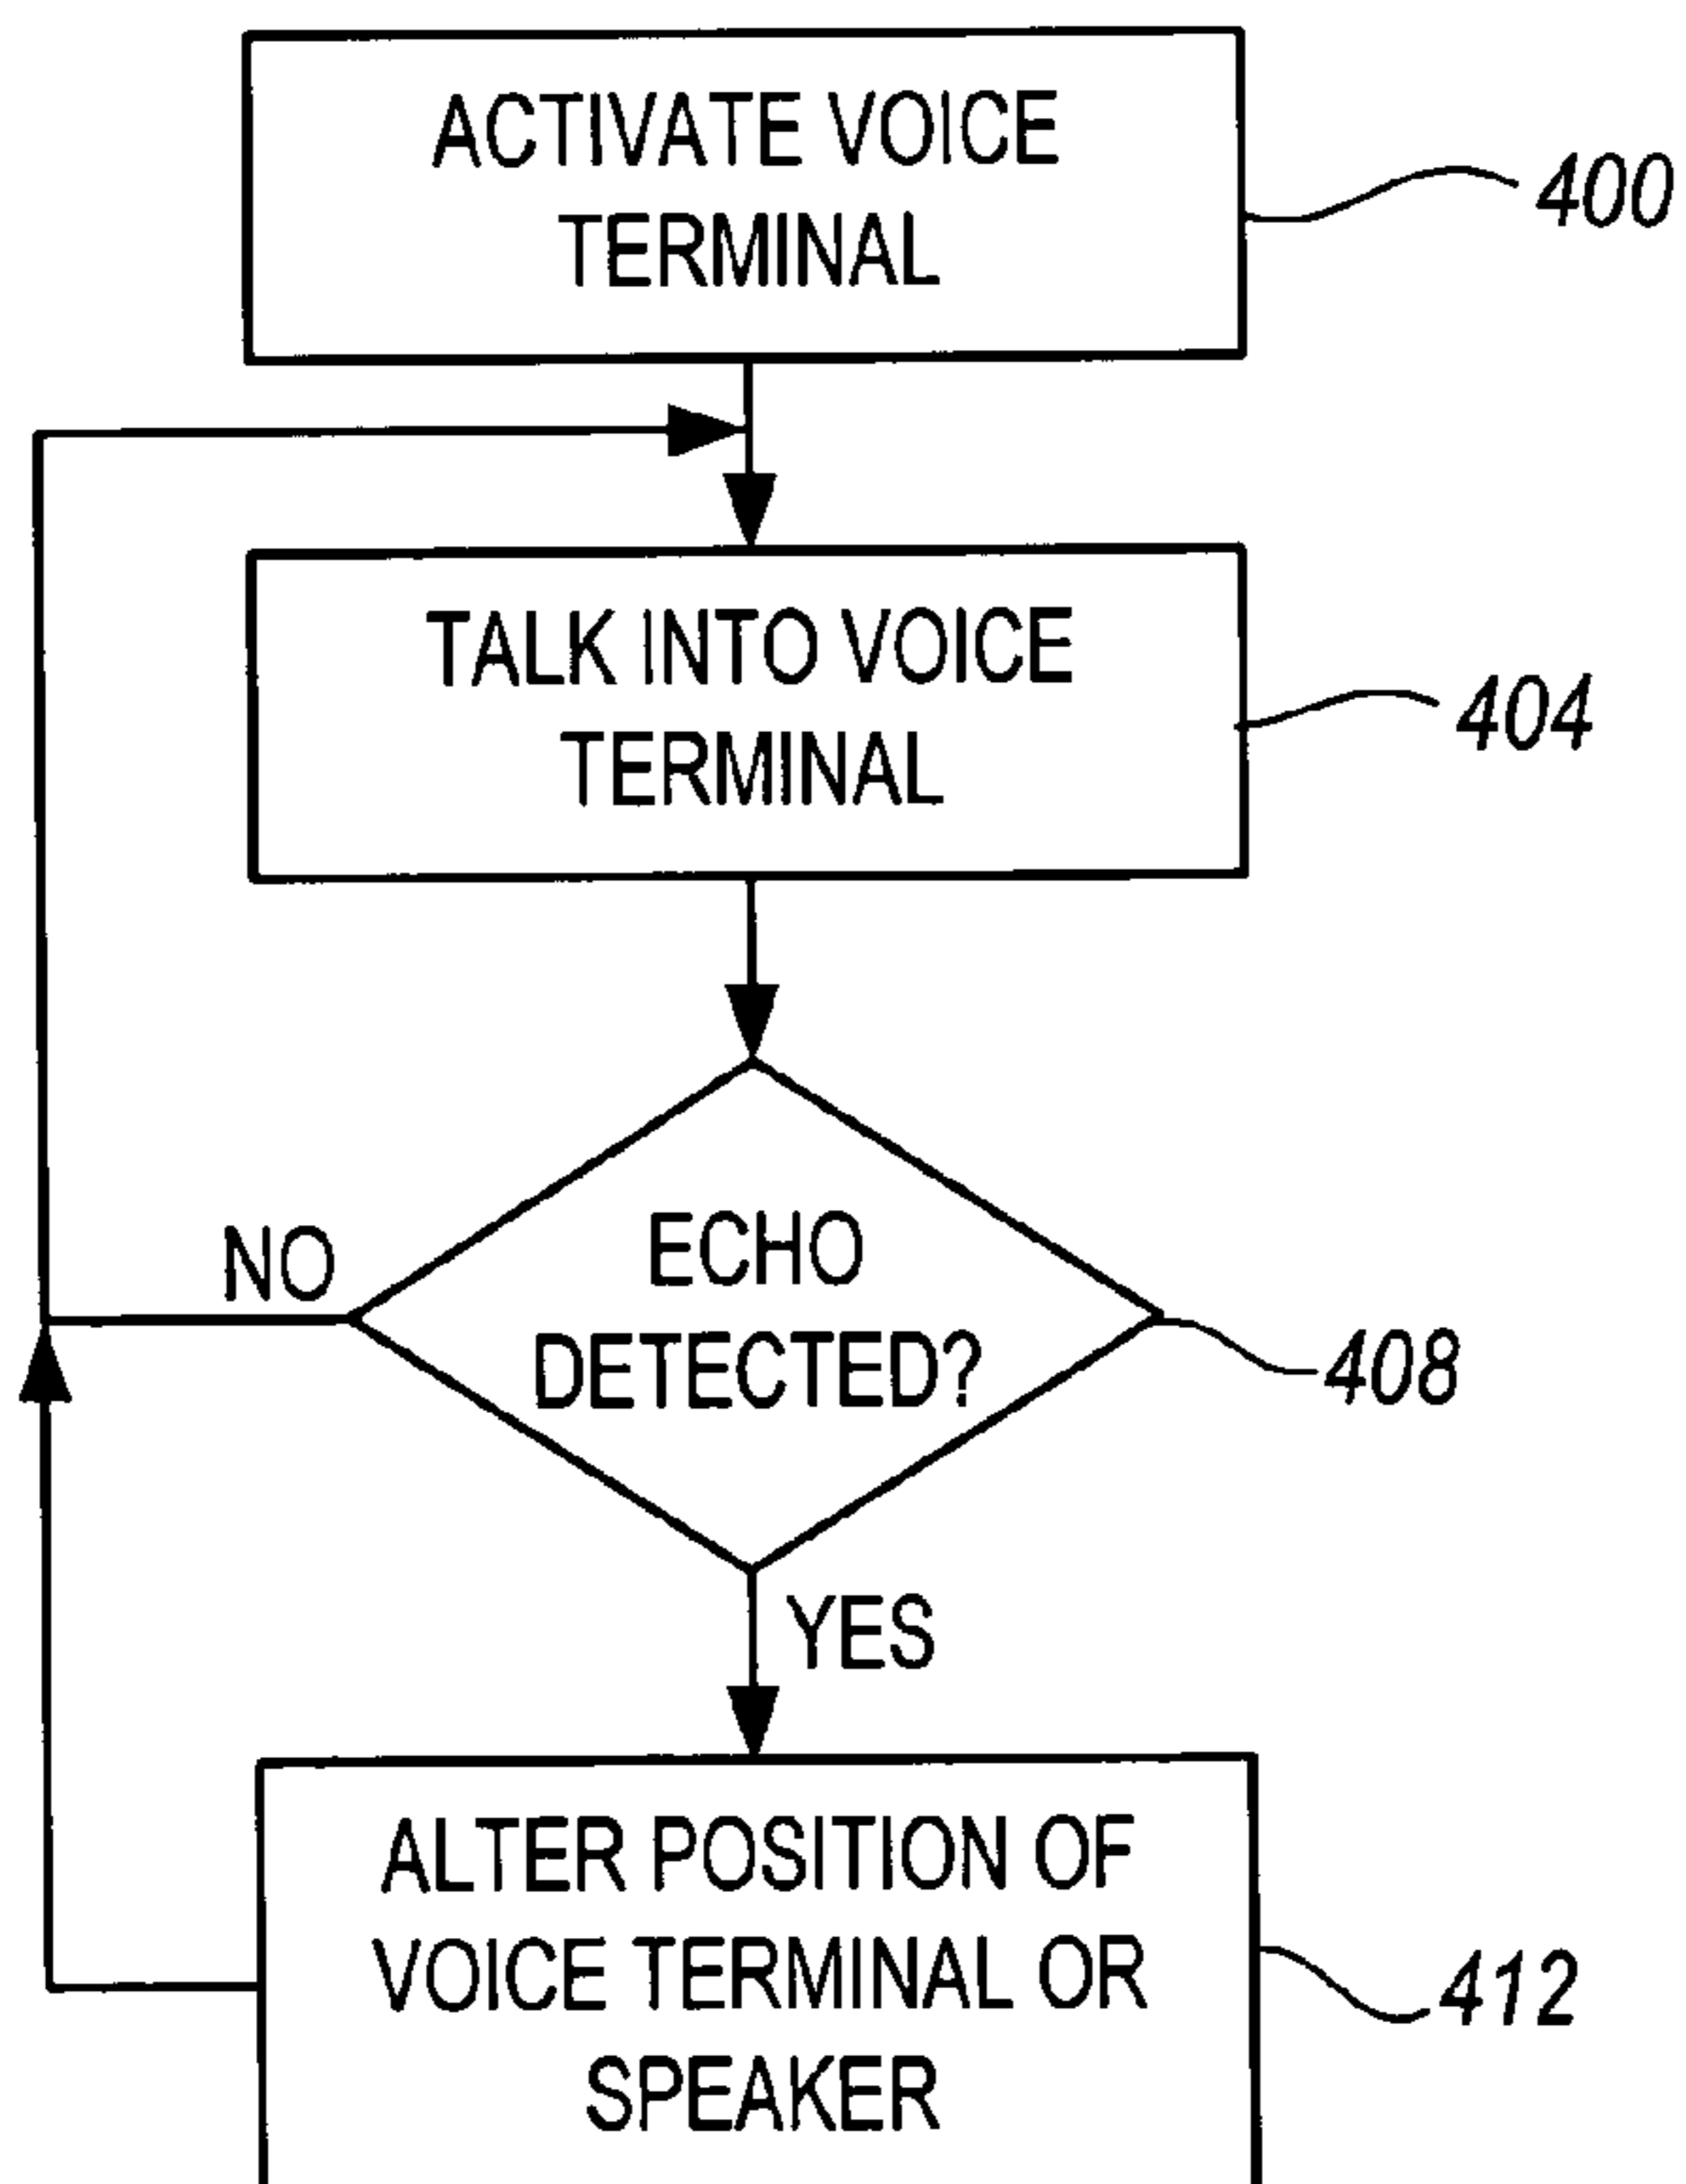 ACTIVATE VOICE
TERMINAL
400
TALK INTO VOICE
TERMINAL
404
ECHO
DETECTED?
NO
408
YES
ALTER POSITION OF
VOICE TERMINAL OR
SPEAKER
412